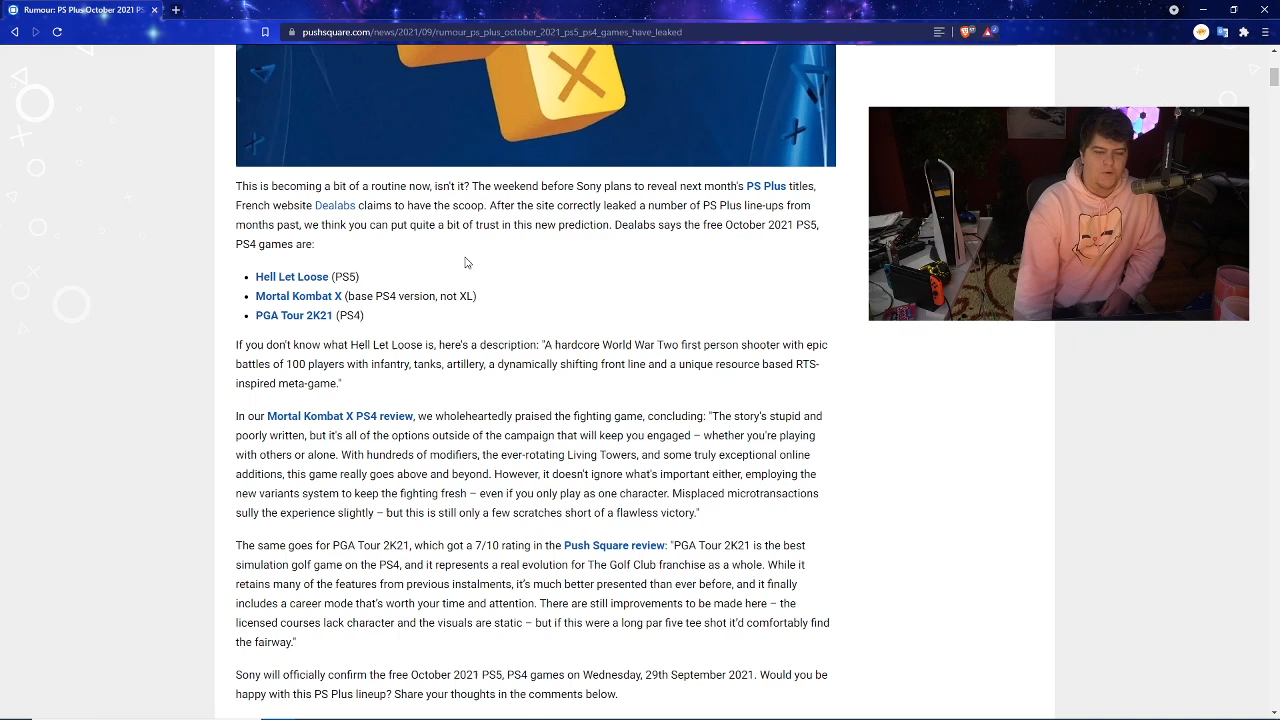 Rumour: PS Plus October 2021 PS
pushsquare.com/news/2021/09/rumour_ps_plus_october_2021_ps5_ps4_games_have_leaked
This is becoming a bit of a routine now, isn't it? The weekend before Sony plans to reveal next month's PS Plus titles,
French website Dealabs claims to have the scoop. After the site correctly leaked a number of PS Plus line-ups from
months past, we think you can put quite a bit of trust in this new prediction. Dealabs says the free October 2021 PS5,
PS4 games are:
• Hell Let Loose (PS5)
• Mortal Kombat X (base PS4 version, not XL)
• PGA Tour 2K21 (PS4)
If you don't know what Hell Let Loose is, here's a description: "A hardcore World War Two first person shooter with epic
battles of 100 players with infantry, tanks, artillery, a dynamically shifting front line and a unique resource based RTS-
inspired meta-game."
In our Mortal Kombat X PS4 review, we wholeheartedly praised the fighting game, concluding: "The story's stupid and
poorly written, but it's all of the options outside of the campaign that will keep you engaged – whether you're playing
with others or alone. With hundreds of modifiers, the ever-rotating Living Towers, and some truly exceptional online
additions, this game really goes above and beyond. However, it doesn't ignore what's important either, employing the
new variants system to keep the fighting fresh – even if you only play as one character. Misplaced microtransactions
sully the experience slightly – but this is still only a few scratches short of a flawless victory."
The same goes for PGA Tour 2K21, which got a 7/10 rating in the Push Square review: "PGA Tour 2K21 is the best
simulation golf game on the PS4, and it represents a real evolution for The Golf Club franchise as a whole. While it
retains many of the features from previous instalments, it's much better presented than ever before, and it finally
includes a career mode that's worth your time and attention. There are still improvements to be made here – the
licensed courses lack character and the visuals are static – but if this were a long par five tee shot it'd comfortably find
the fairway."
Sony will officially confirm the free October 2021 PS5, PS4 games on Wednesday, 29th September 2021. Would you be
happy with this PS Plus lineup? Share your thoughts in the comments below.